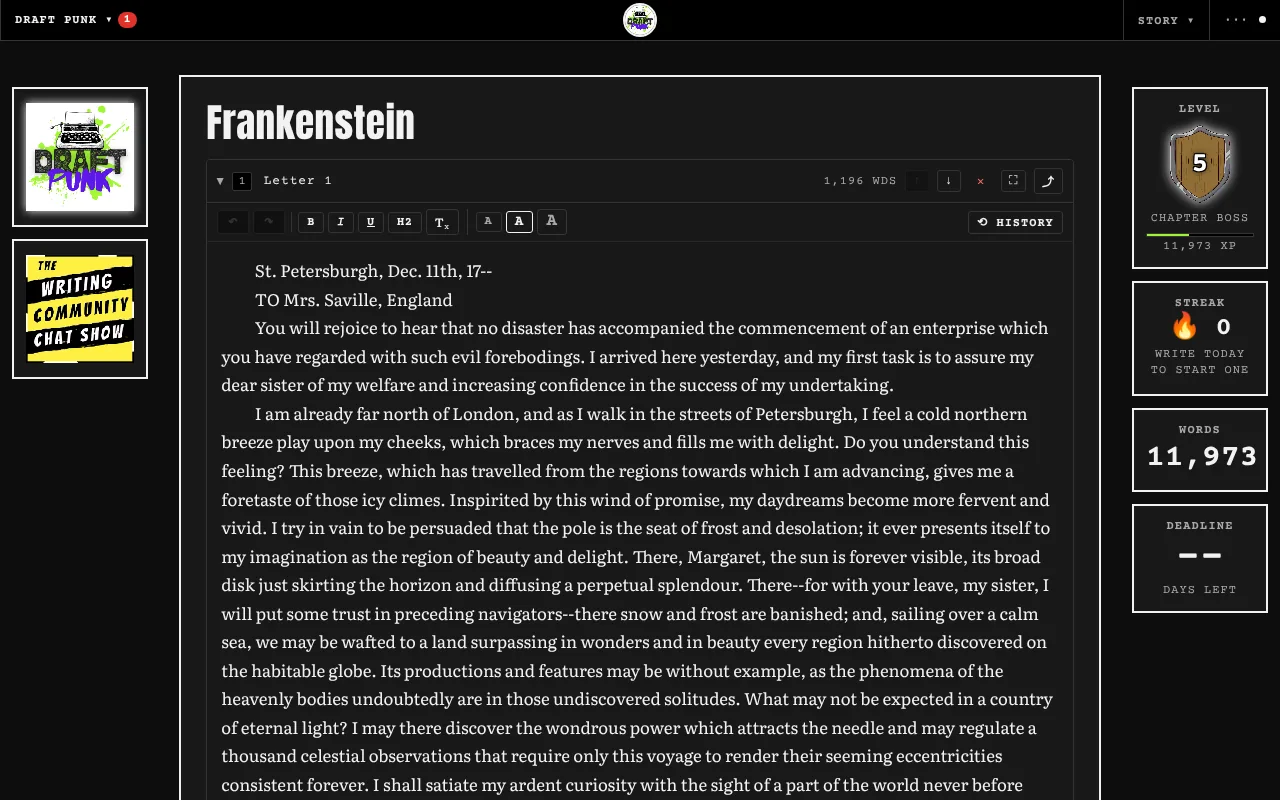 DRAFT PUNK ▾ 1
DRAFT PUNK
STORY ▾
···
DRAFT PUNK
THE WRITING COMMUNITY CHAT SHOW
Frankenstein
▼ 1 Letter 1 1,196 WDS ↓ ×
B I U H2 Tx A A A ⟲ HISTORY
St. Petersburgh, Dec. 11th, 17--
TO Mrs. Saville, England
You will rejoice to hear that no disaster has accompanied the commencement of an enterprise which
you have regarded with such evil forebodings. I arrived here yesterday, and my first task is to assure my
dear sister of my welfare and increasing confidence in the success of my undertaking.
I am already far north of London, and as I walk in the streets of Petersburgh, I feel a cold northern
breeze play upon my cheeks, which braces my nerves and fills me with delight. Do you understand this
feeling? This breeze, which has travelled from the regions towards which I am advancing, gives me a
foretaste of those icy climes. Inspirited by this wind of promise, my daydreams become more fervent and
vivid. I try in vain to be persuaded that the pole is the seat of frost and desolation; it ever presents itself to
my imagination as the region of beauty and delight. There, Margaret, the sun is forever visible, its broad
disk just skirting the horizon and diffusing a perpetual splendour. There--for with your leave, my sister, I
will put some trust in preceding navigators--there snow and frost are banished; and, sailing over a calm
sea, we may be wafted to a land surpassing in wonders and in beauty every region hitherto discovered on
the habitable globe. Its productions and features may be without example, as the phenomena of the
heavenly bodies undoubtedly are in those undiscovered solitudes. What may not be expected in a country
of eternal light? I may there discover the wondrous power which attracts the needle and may regulate a
thousand celestial observations that require only this voyage to render their seeming eccentricities
consistent forever. I shall satiate my ardent curiosity with the sight of a part of the world never before
LEVEL
5
CHAPTER BOSS
11,973 XP
STREAK
🔥 0
WRITE TODAY
TO START ONE
WORDS
11,973
DEADLINE
--
DAYS LEFT